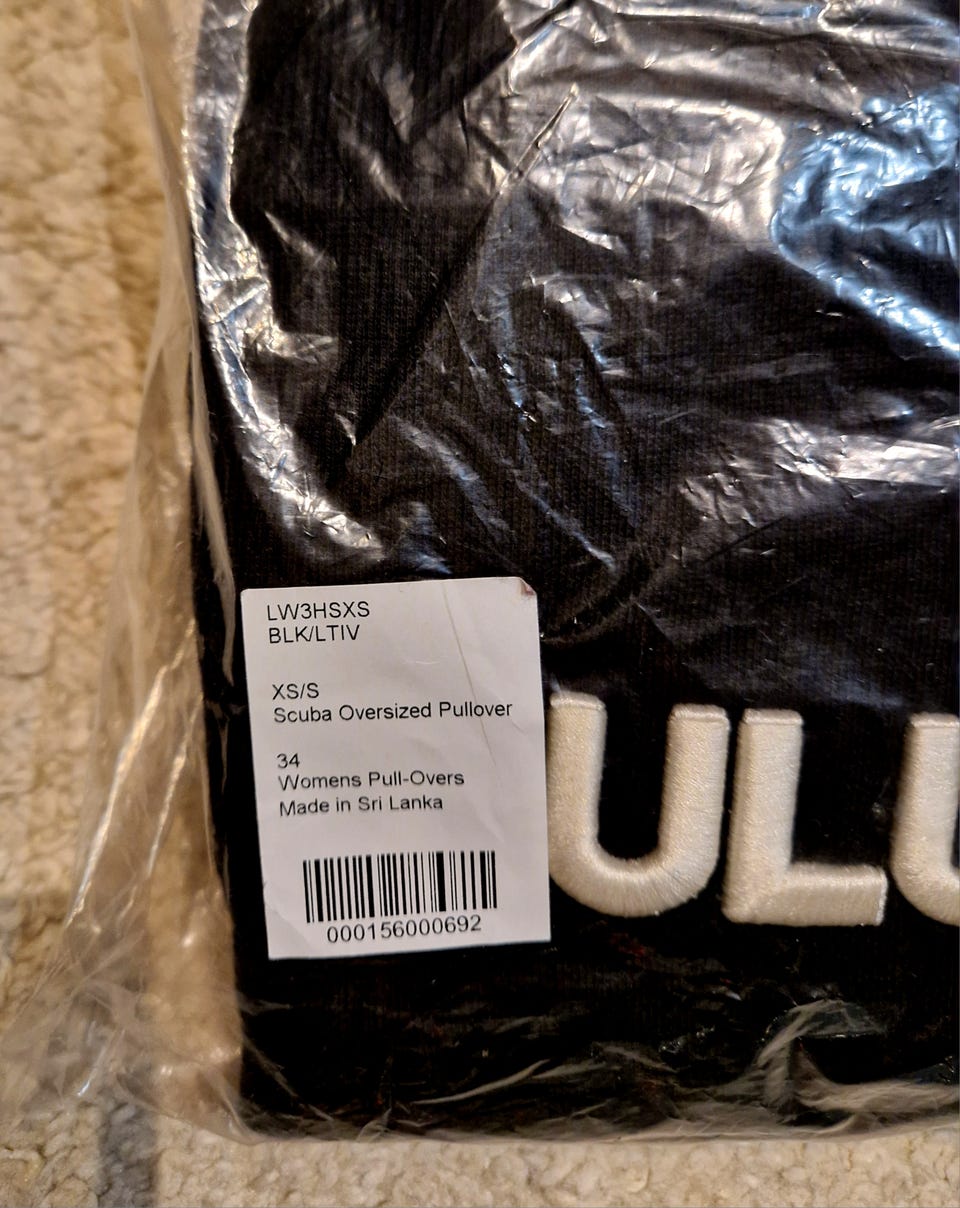 LW3HSXS
BLK/LTIV
XS/S
Scuba Oversized Pullover
34
Womens Pull-Overs
Made in Sri Lanka
000156000692
ULU